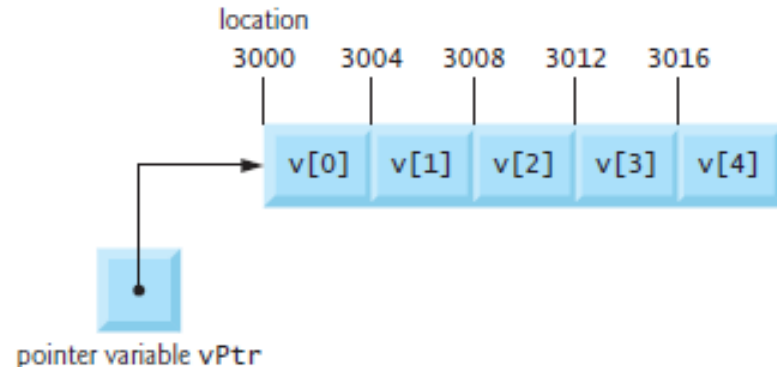 location
3000 3004 3008 3012 3016
v[0] v[1] v[2] v[3] v[4]
pointer variable vPtr